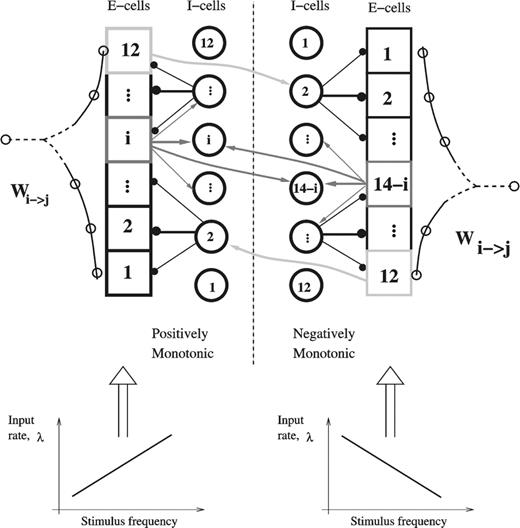 E-cells I-cells I-cells E-cells
12 12 1 1
⋮ ⋮ 2 2
i i ⋮ ⋮
⋮ ⋮ 14-i 14-i
2 2 ⋮ ⋮
1 1 12 12
W i->j W i->j
Positively Negatively
Monotonic Monotonic
Input Input
rate, λ rate, λ
Stimulus frequency Stimulus frequency